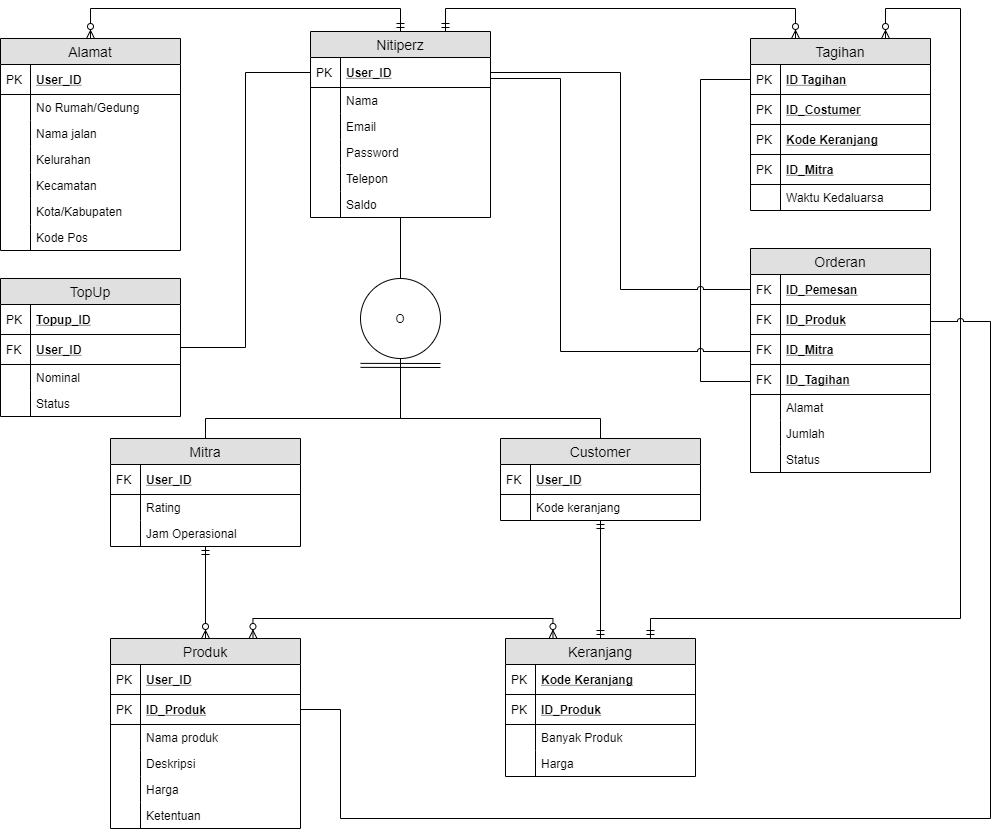 Alamat
PK User_ID
No Rumah/Gedung
Nama jalan
Kelurahan
Kecamatan
Kota/Kabupaten
Kode Pos
Nitiperz
PK User_ID
Nama
Email
Password
Telepon
Saldo
Tagihan
PK ID Tagihan
PK ID_Costumer
PK Kode Keranjang
PK ID_Mitra
Waktu Kedaluarsa
TopUp
PK Topup_ID
FK User_ID
Nominal
Status
O
Orderan
FK ID_Pemesan
FK ID_Produk
FK ID_Mitra
FK ID_Tagihan
Alamat
Jumlah
Status
Mitra
FK User_ID
Rating
Jam Operasional
Customer
FK User_ID
Kode keranjang
Produk
PK User_ID
PK ID_Produk
Nama produk
Deskripsi
Harga
Ketentuan
Keranjang
PK Kode Keranjang
PK ID_Produk
Banyak Produk
Harga